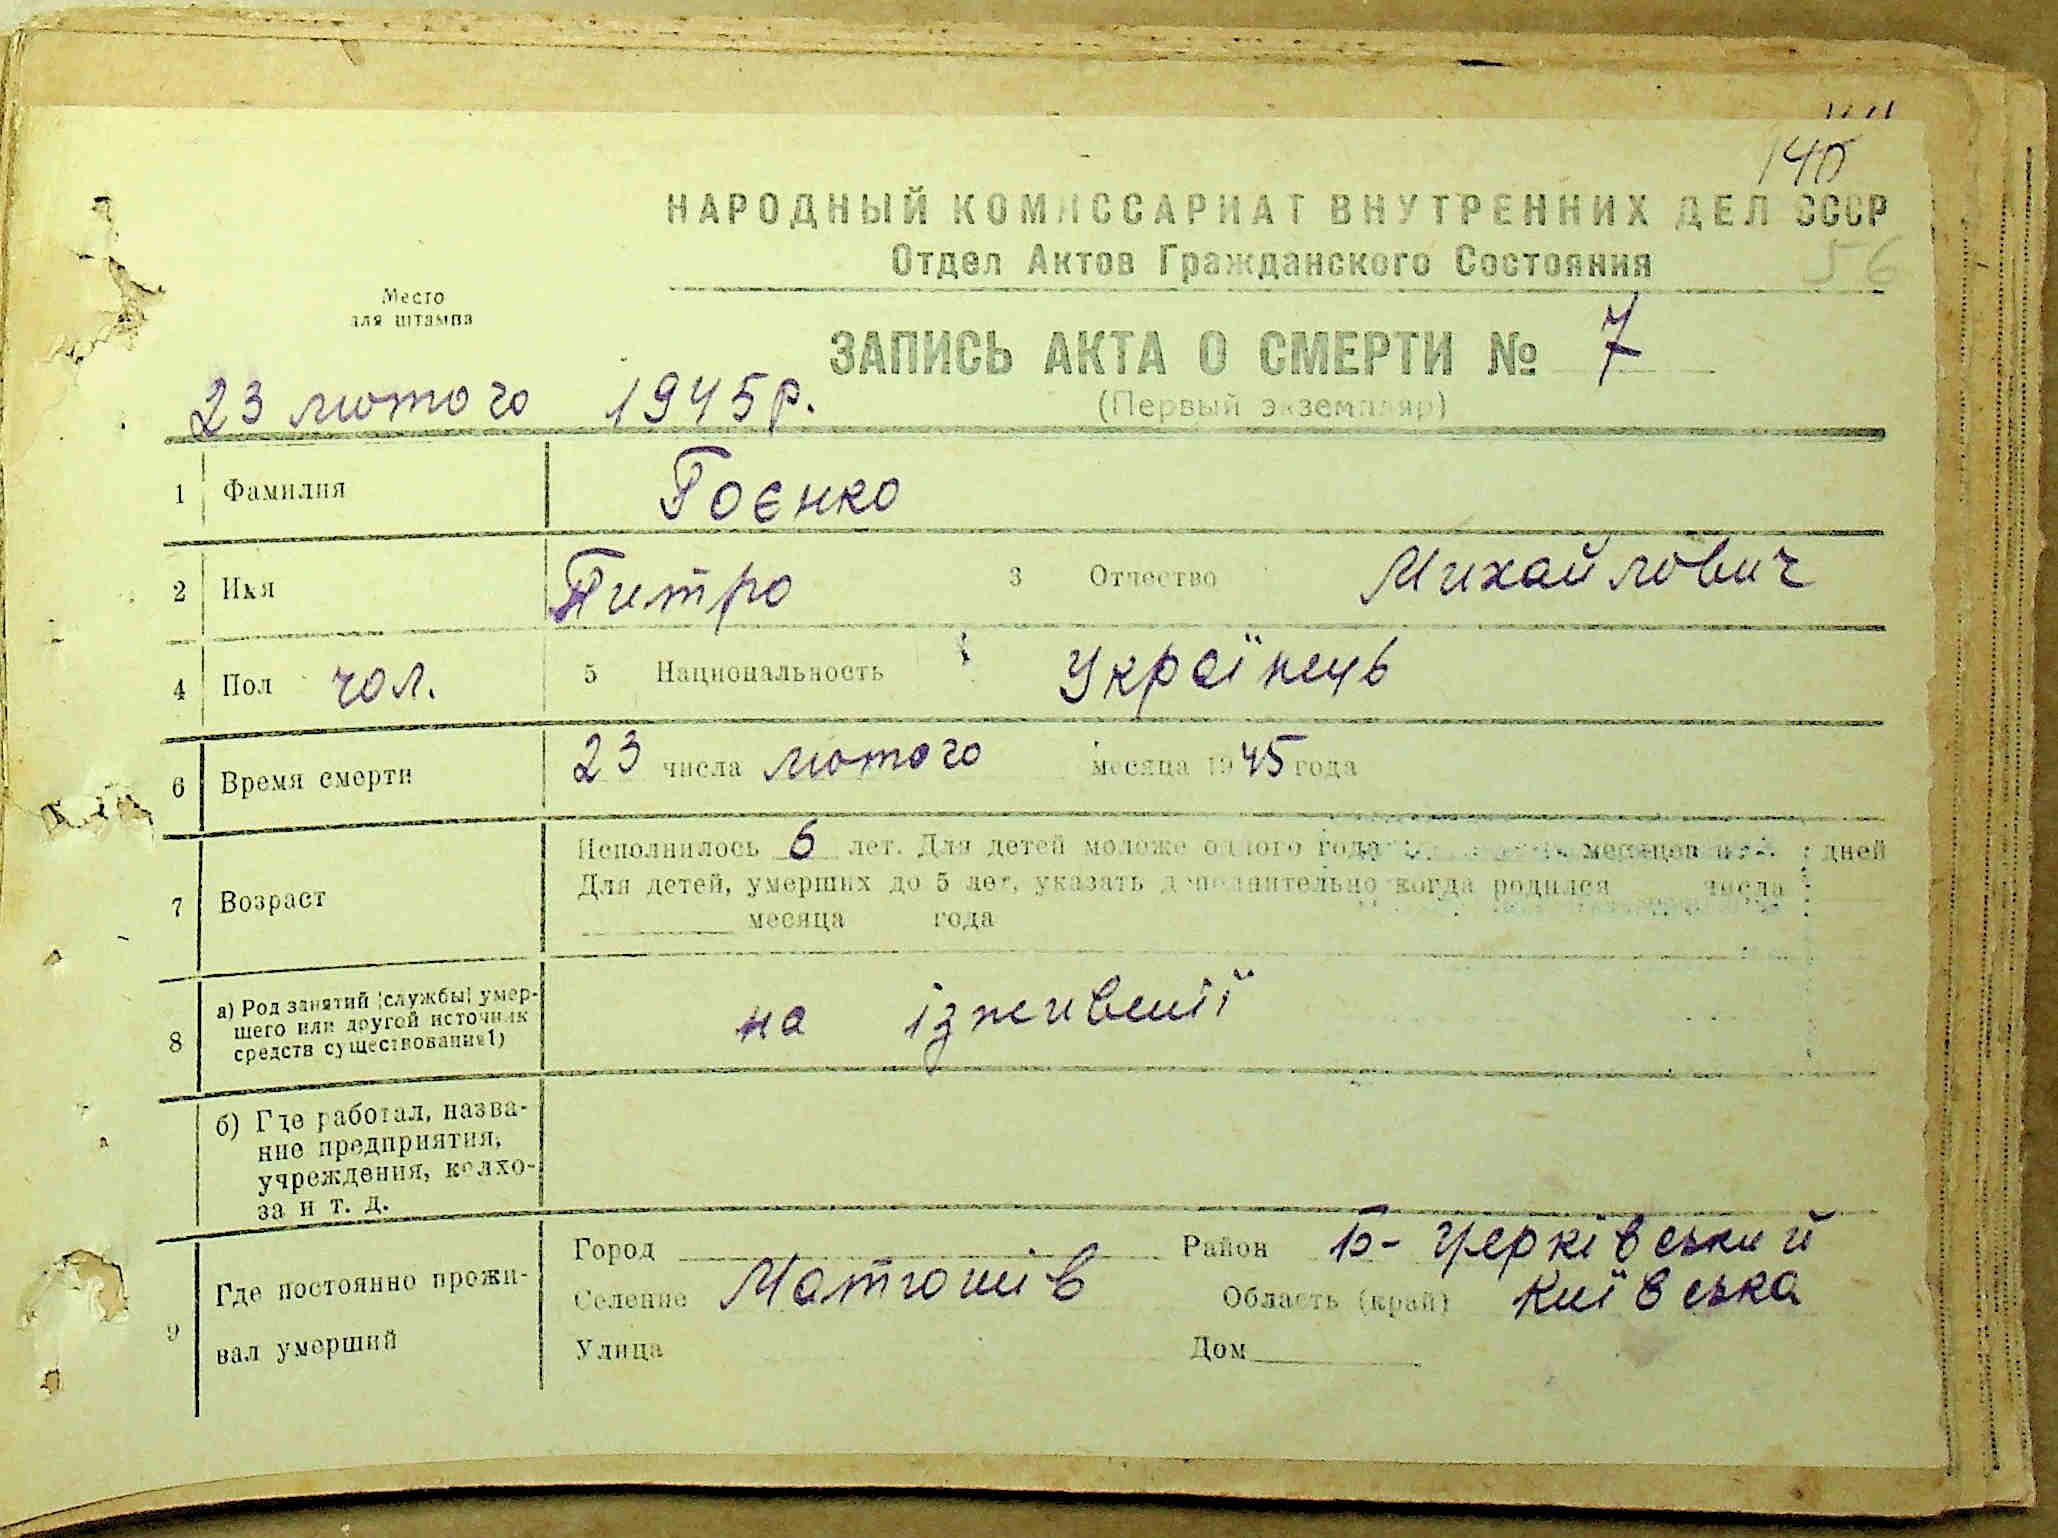 140
НАРОДНЫЙ КОМИССАРИАТ ВНУТРЕННИХ ДЕЛ СССР
Отдел Актов Гражданского Состояния 56
Место
для штампа
ЗАПИСЬ АКТА О СМЕРТИ № 7
(Первый экземпляр)
23 лютого 1945р.
1 Фамилия Гоєнко
2 Имя Питро 3 Отчество Михайлович
4 Пол чол. 5 Национальность Українець
6 Время смерти 23 числа лютого месяца 1945 года
7 Возраст
Исполнилось 6 лет. Для детей моложе одного года месяцев и дней
Для детей, умерших до 5 лет, указать дополнительно когда родился числа
месяца года
8 а) Род занятий (службы) умер-
шего или другой источник
средств существования 1)
на іживенії
б) Где работал, назва-
ние предприятия,
учреждения, колхо-
за и т. д.
9 Где постоянно прожи-
вал умерший
Город Район Б-Церківський
Селение Матюшів Область (край) Київська
Улица Дом